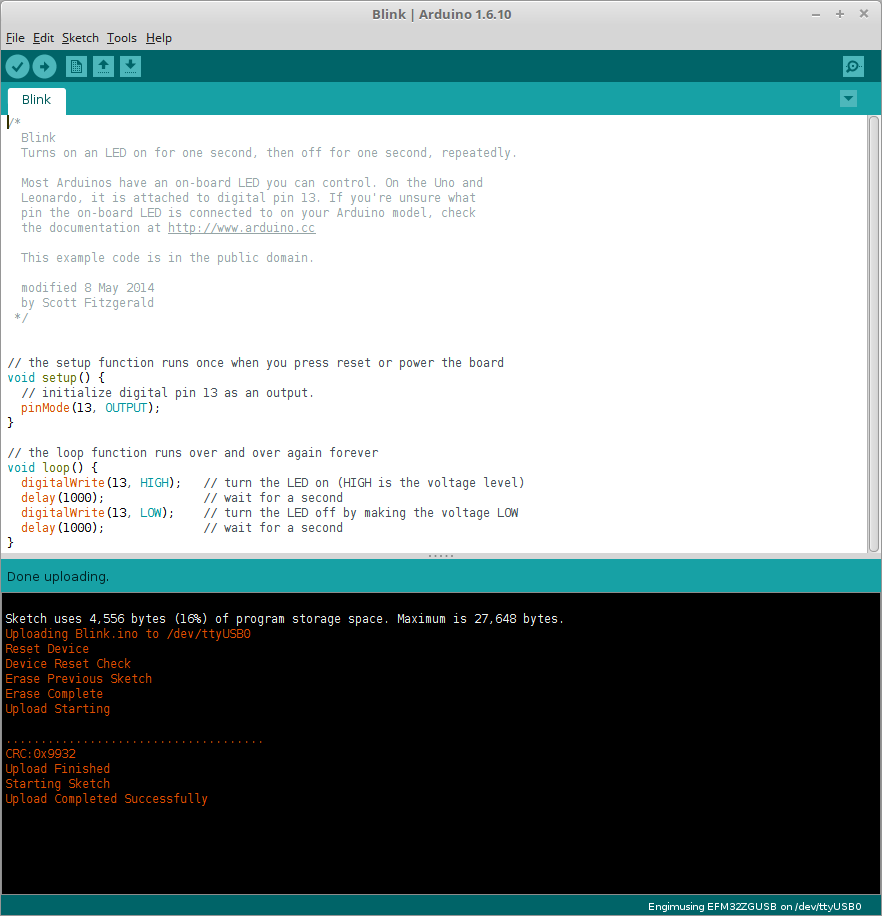 Blink | Arduino 1.6.10
File Edit Sketch Tools Help
Blink
/*
  Blink
  Turns on an LED on for one second, then off for one second, repeatedly.

  Most Arduinos have an on-board LED you can control. On the Uno and
  Leonardo, it is attached to digital pin 13. If you're unsure what
  pin the on-board LED is connected to on your Arduino model, check
  the documentation at http://www.arduino.cc

  This example code is in the public domain.

  modified 8 May 2014
  by Scott Fitzgerald
 */

// the setup function runs once when you press reset or power the board
void setup() {
  // initialize digital pin 13 as an output.
  pinMode(13, OUTPUT);
}

// the loop function runs over and over again forever
void loop() {
  digitalWrite(13, HIGH);   // turn the LED on (HIGH is the voltage level)
  delay(1000);              // wait for a second
  digitalWrite(13, LOW);    // turn the LED off by making the voltage LOW
  delay(1000);              // wait for a second
}
Done uploading.
Sketch uses 4,556 bytes (16%) of program storage space. Maximum is 27,648 bytes.
Uploading Blink.ino to /dev/ttyUSB0
Reset Device
Device Reset Check
Erase Previous Sketch
Erase Complete
Upload Starting

.....................................
CRC:0x9932
Upload Finished
Starting Sketch
Upload Completed Successfully
Engimusing EFM32ZGUSB on /dev/ttyUSB0